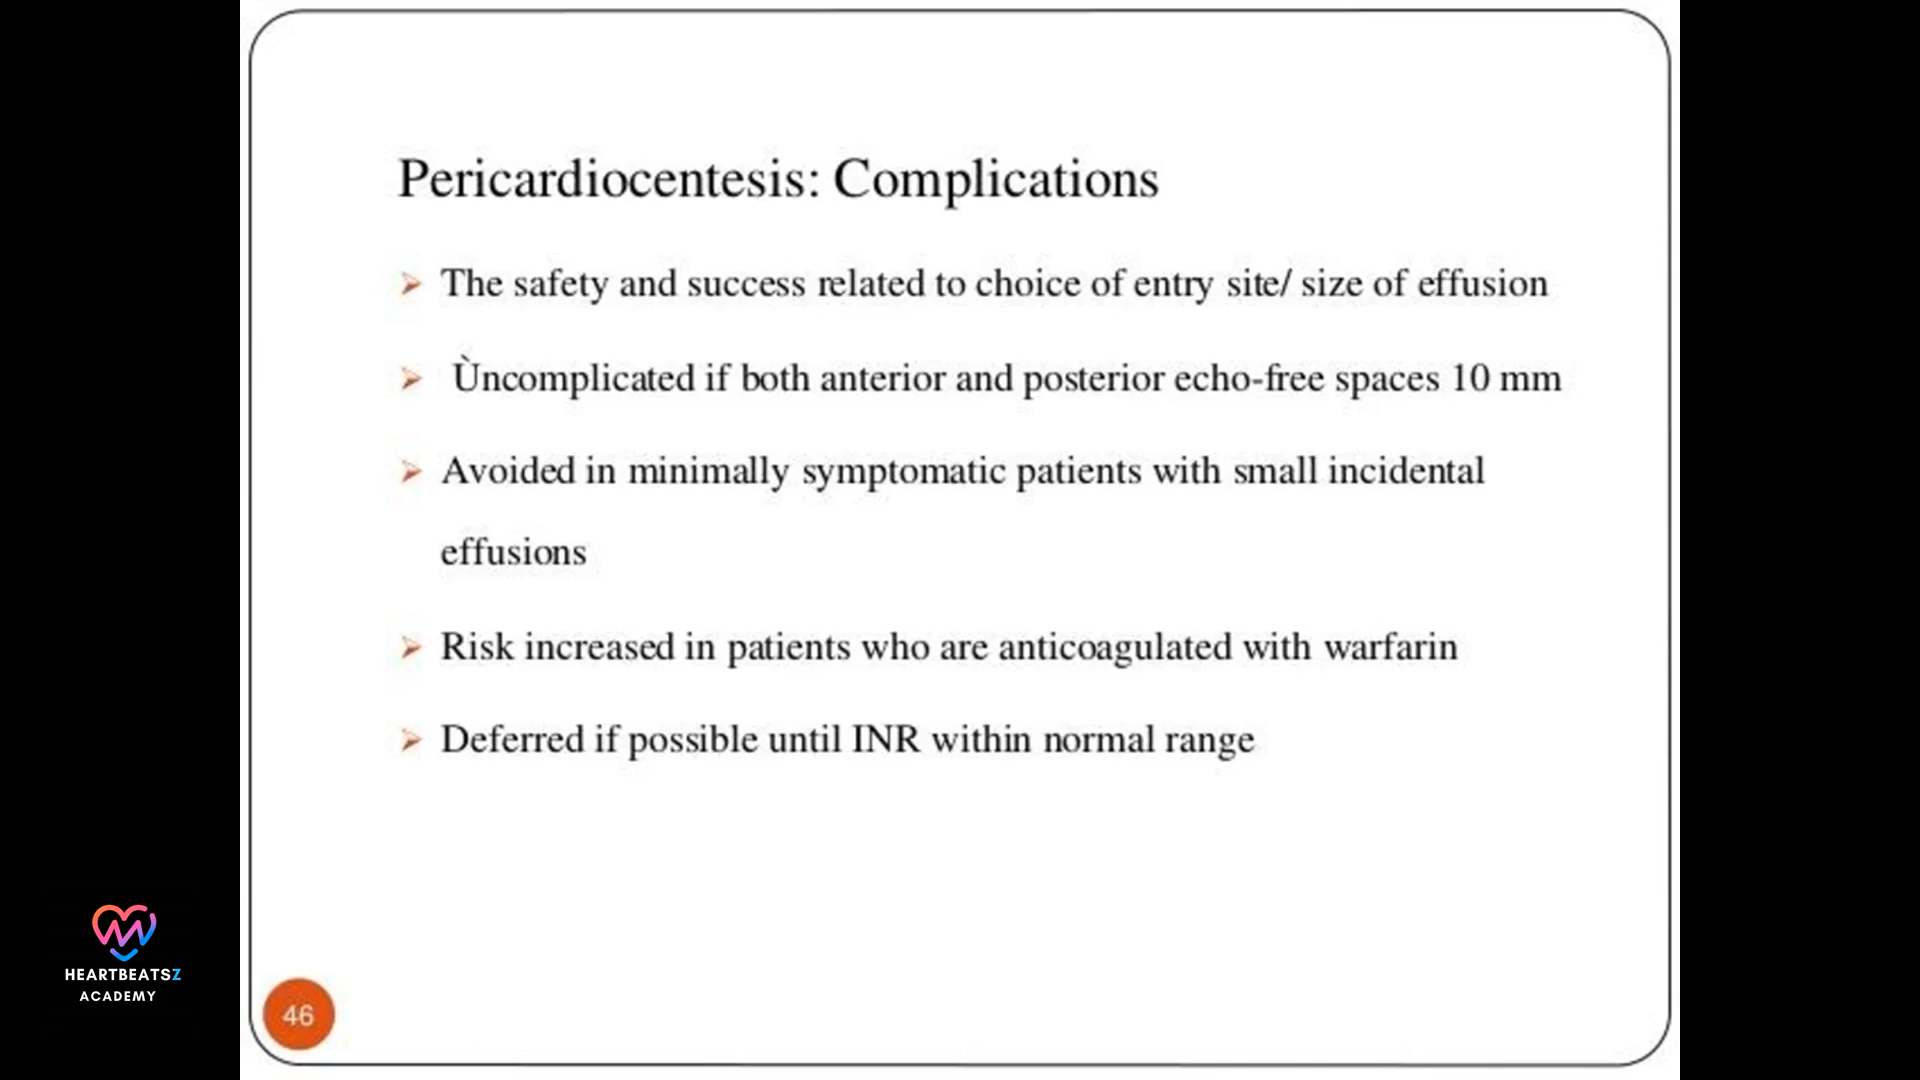 Pericardiocentesis: Complications
The safety and success related to choice of entry site/ size of effusion
Ùncomplicated if both anterior and posterior echo-free spaces 10 mm
Avoided in minimally symptomatic patients with small incidental
effusions
Risk increased in patients who are anticoagulated with warfarin
Deferred if possible until INR within normal range
HEARTBEATSZ
ACADEMY
46